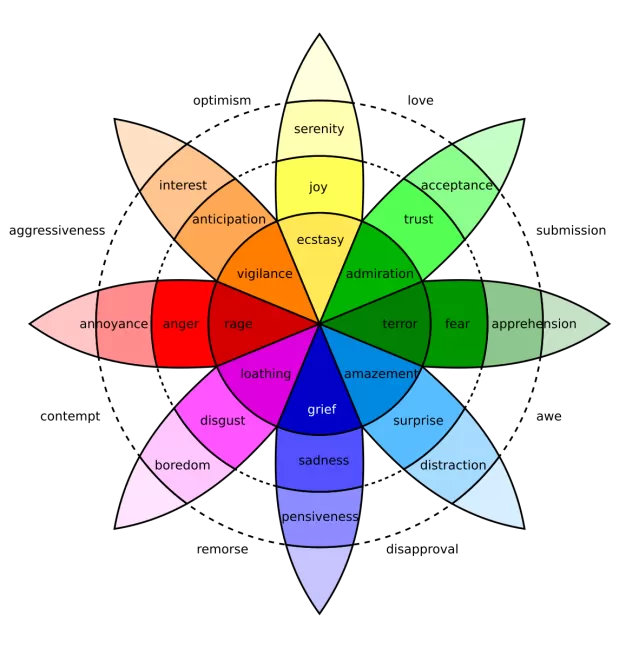 optimism
love
serenity
interest
joy
acceptance
anticipation
trust
aggressiveness
submission
ecstasy
vigilance
admiration
annoyance
anger
rage
terror
fear
apprehension
loathing
amazement
contempt
grief
awe
disgust
surprise
boredom
sadness
distraction
pensiveness
remorse
disapproval